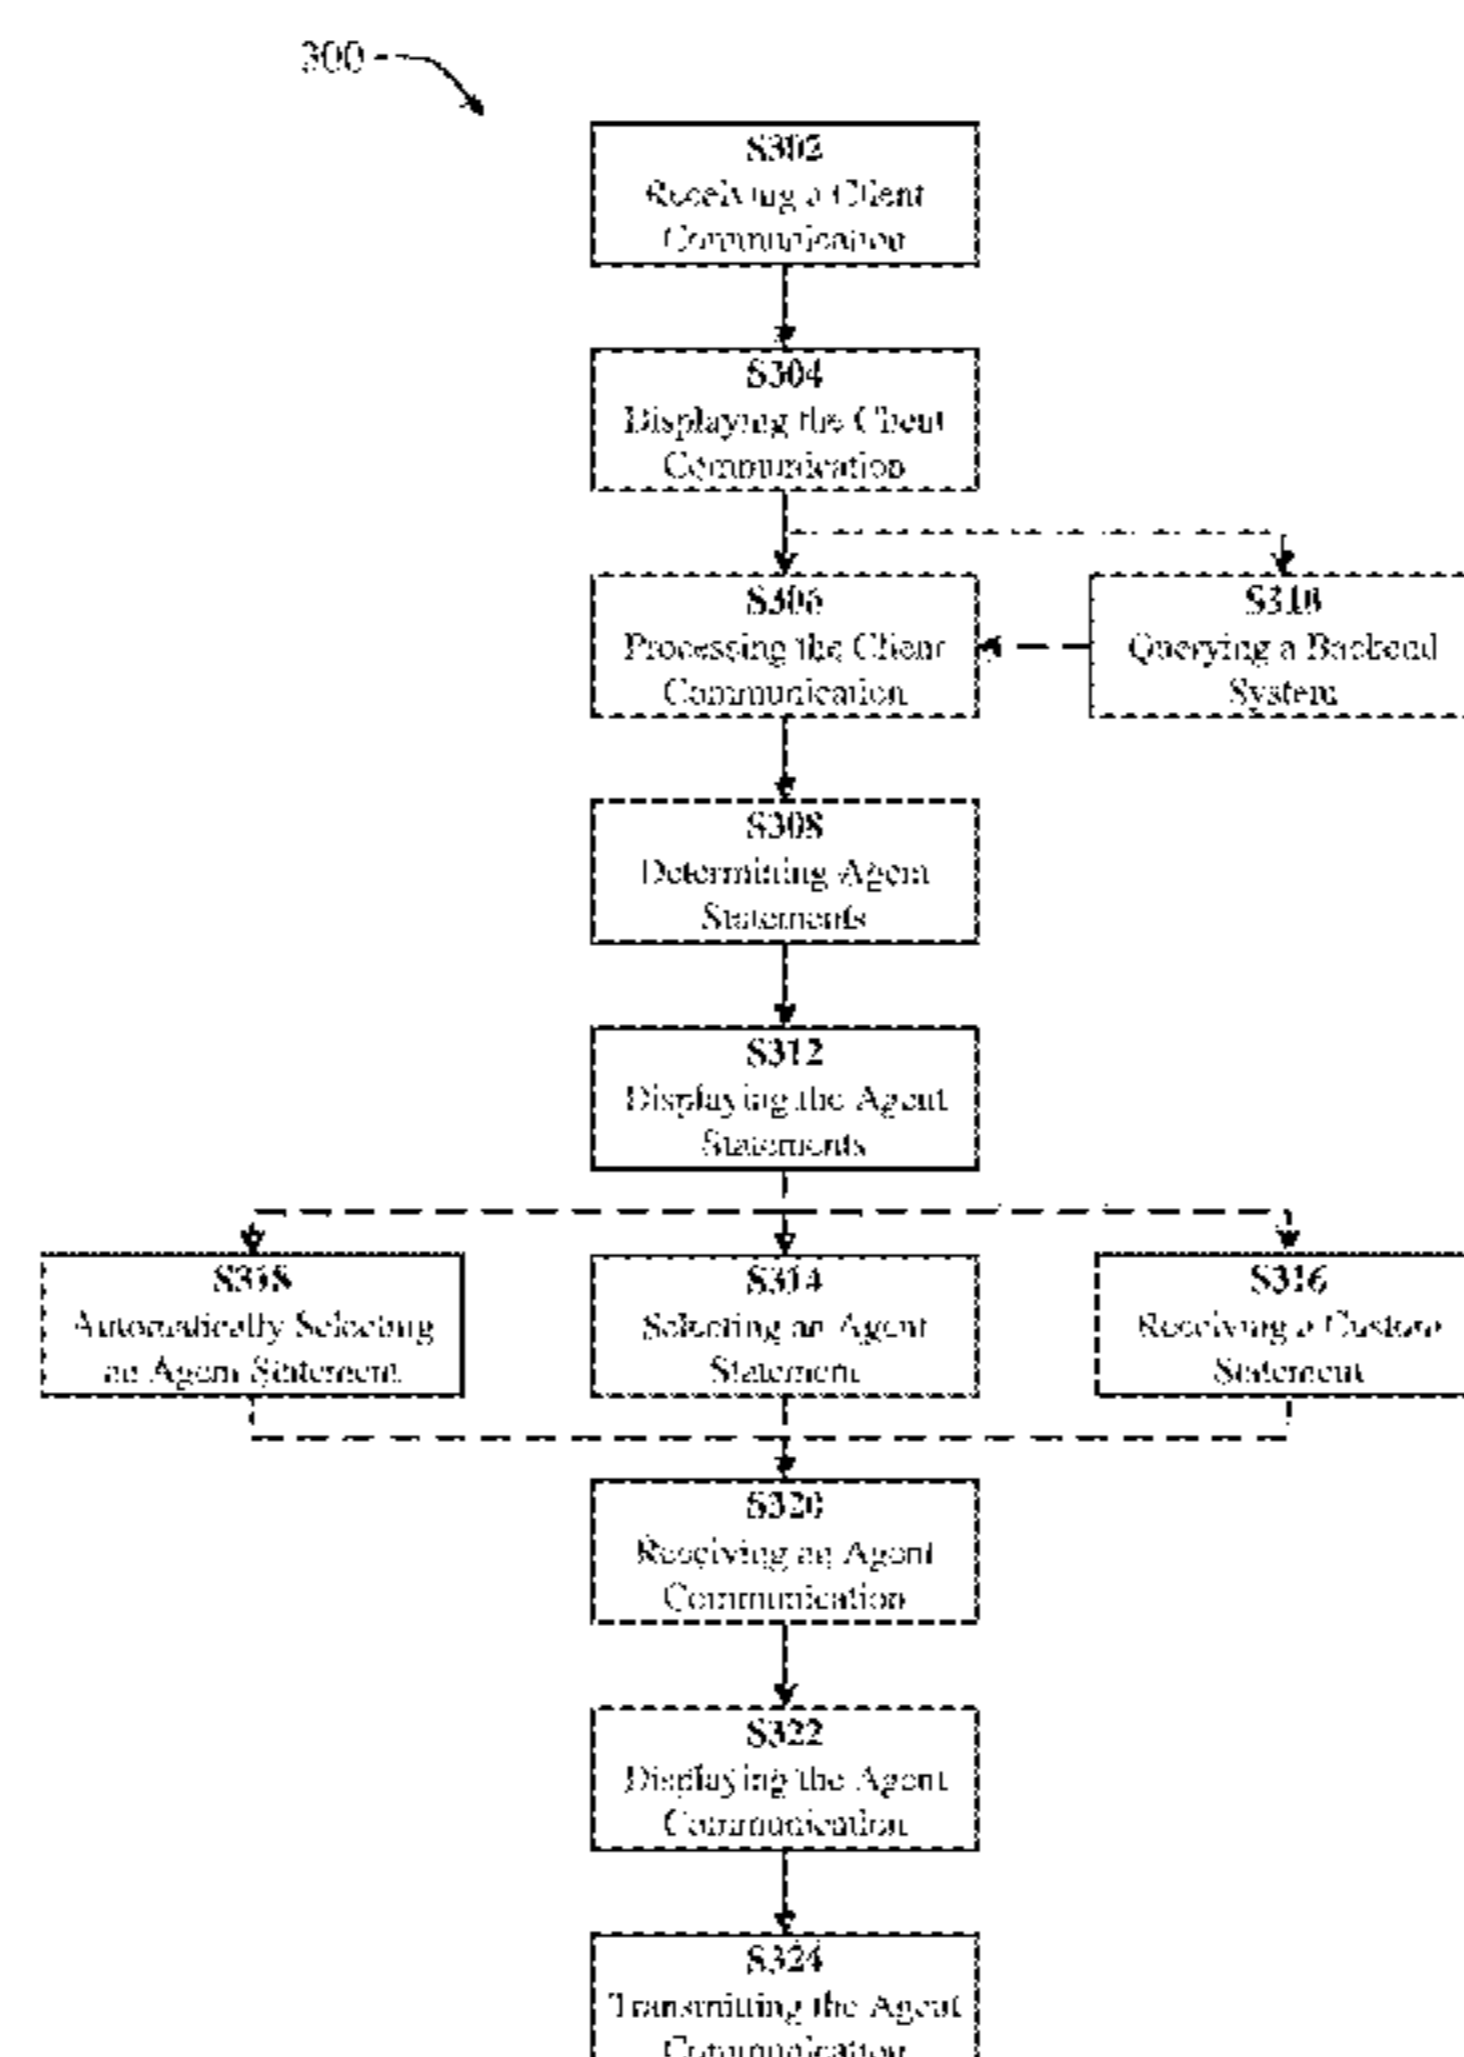 300
S302
Receiving a Client
Communication
S304
Displaying the Client
Communication
S306
Processing the Client
Communication
S310
Querying a Backend
System
S308
Determining Agent
Statements
S312
Displaying the Agent
Statements
S318
Automatically Selecting
an Agent Statement
S314
Selecting an Agent
Statement
S316
Receiving a Custom
Statement
S320
Receiving an Agent
Communication
S322
Displaying the Agent
Communication
S324
Transmitting the Agent
Communication